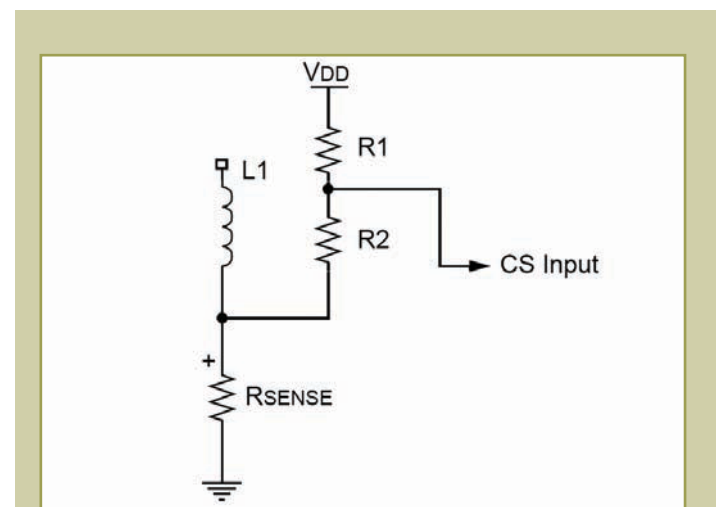 VDD
R1
L1
R2
CS Input
+
RSENSE